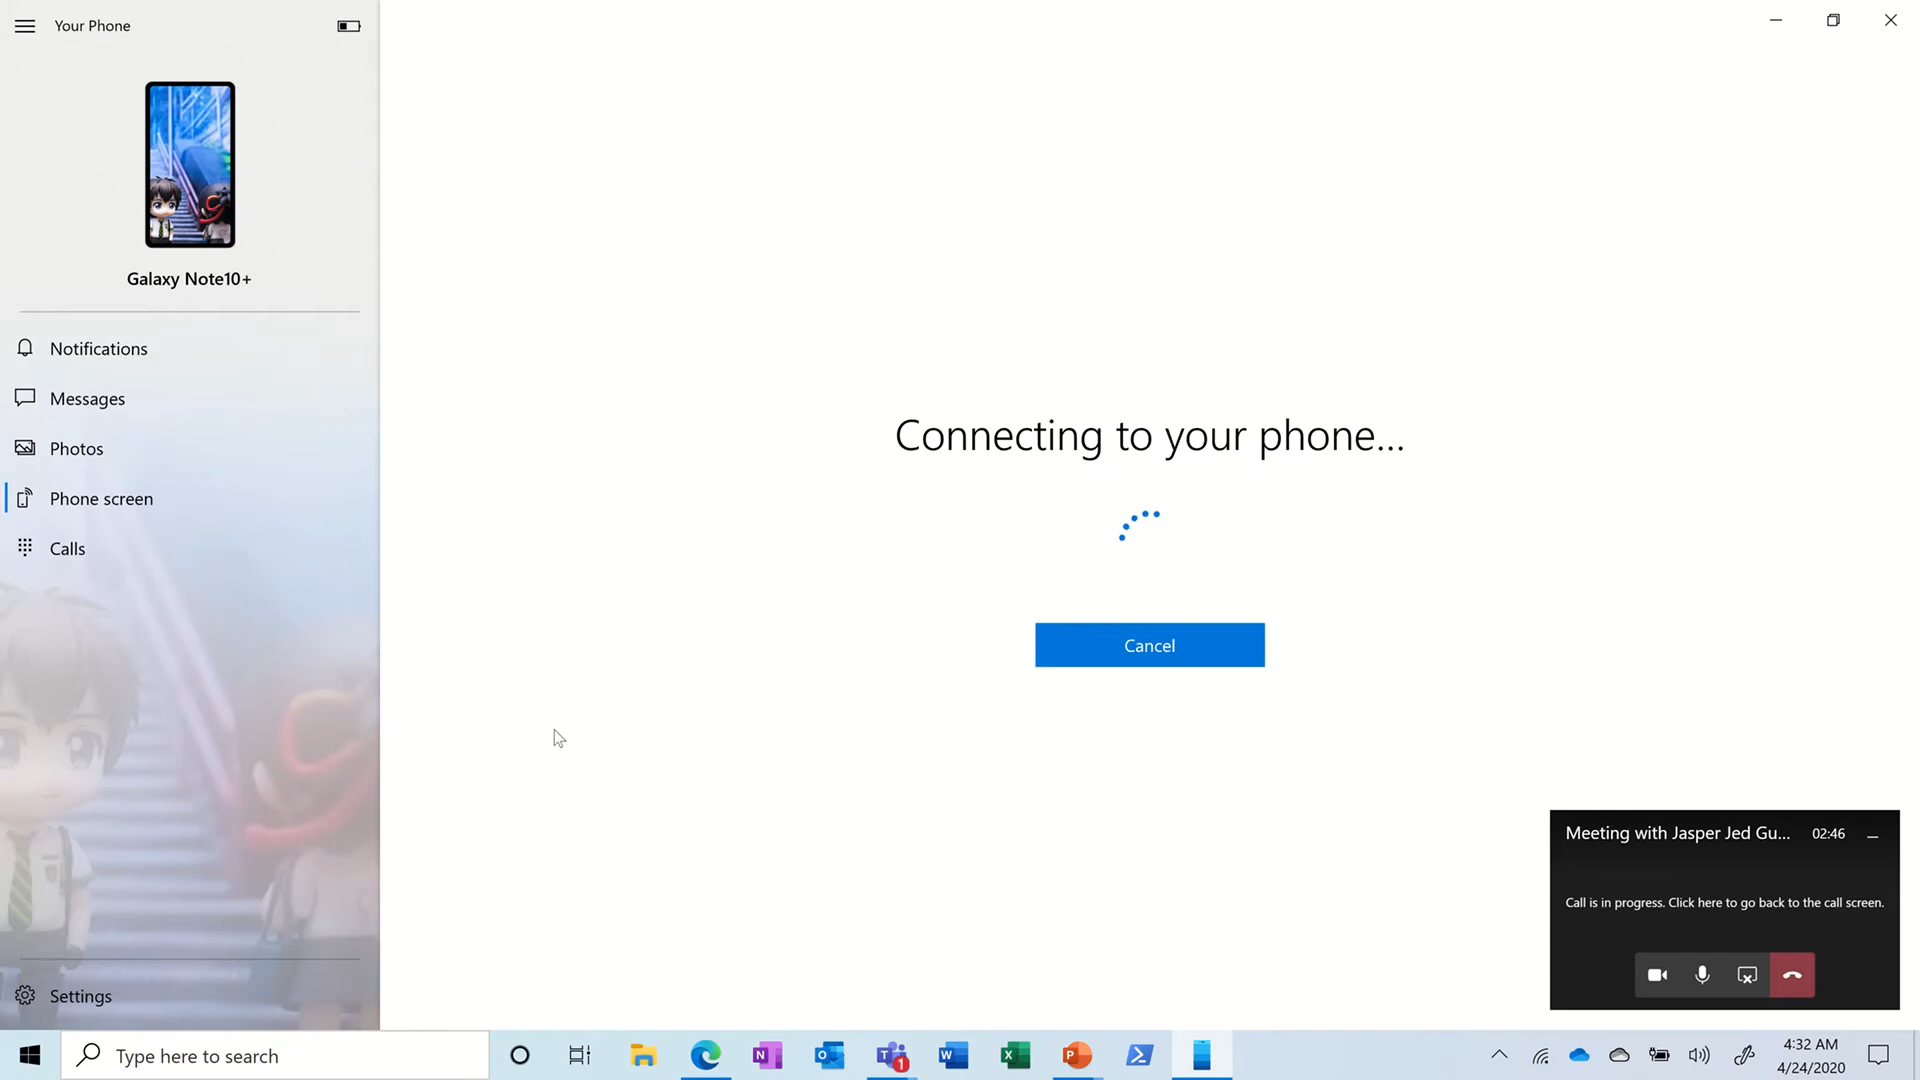 Your Phone
Galaxy Note10+
Notifications
Messages
Photos
Phone screen
Calls
Settings
Connecting to your phone...
Cancel
Meeting with Jasper Jed Gu... 02:46
Call is in progress. Click here to go back to the call screen.
Type here to search
N
O
T
1
W
X
P
4:32 AM
4/24/2020